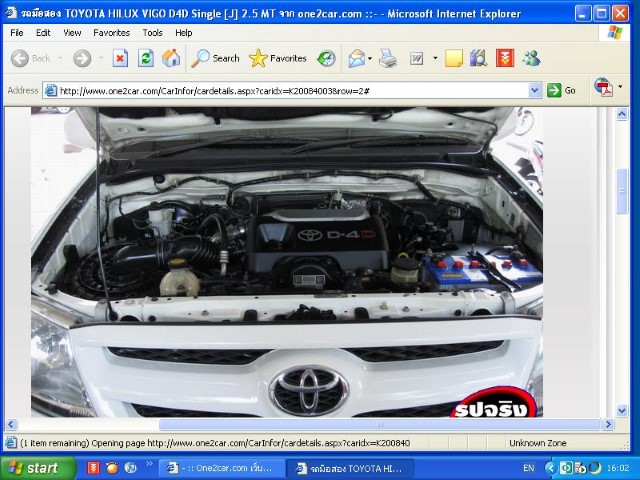 รถมือสอง TOYOTA HILUX VIGO D4D Single [J] 2.5 MT จาก one2car.com ::- - Microsoft Internet Explorer
File Edit View Favorites Tools Help
Back Search Favorites
Address http://www.one2car.com/CarInfor/cardetails.aspx?caridx=K20084003&row=2# Go
D-4D
รูปจริง
(1 item remaining) Opening page http://www.one2car.com/CarInfor/cardetails.aspx?caridx=K200840 Unknown Zone
start - :: One2car.com เว็บ... รถมือสอง TOYOTA HI... EN 16:02